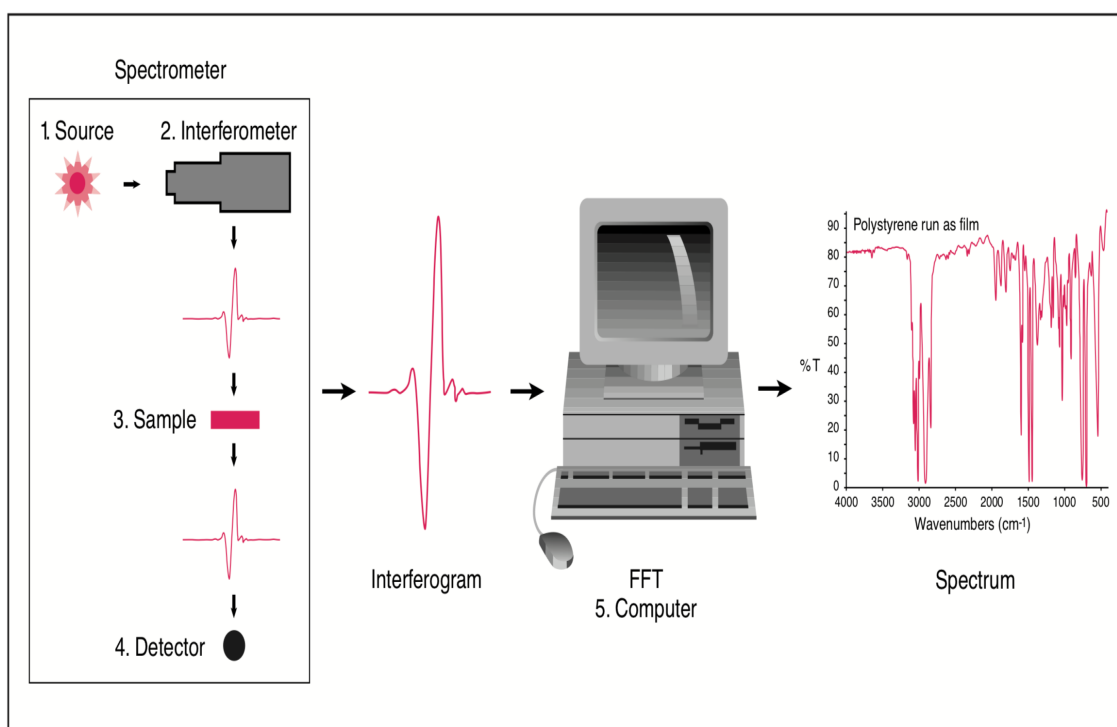 Spectrometer
1. Source
2. Interferometer
3. Sample
4. Detector
Interferogram
FFT
5. Computer
Polystyrene run as film
90
80
70
60
50
%T
40
30
20
10
0
4000 3500 3000 2500 2000 1500 1000 500
Wavenumbers (cm-1)
Spectrum